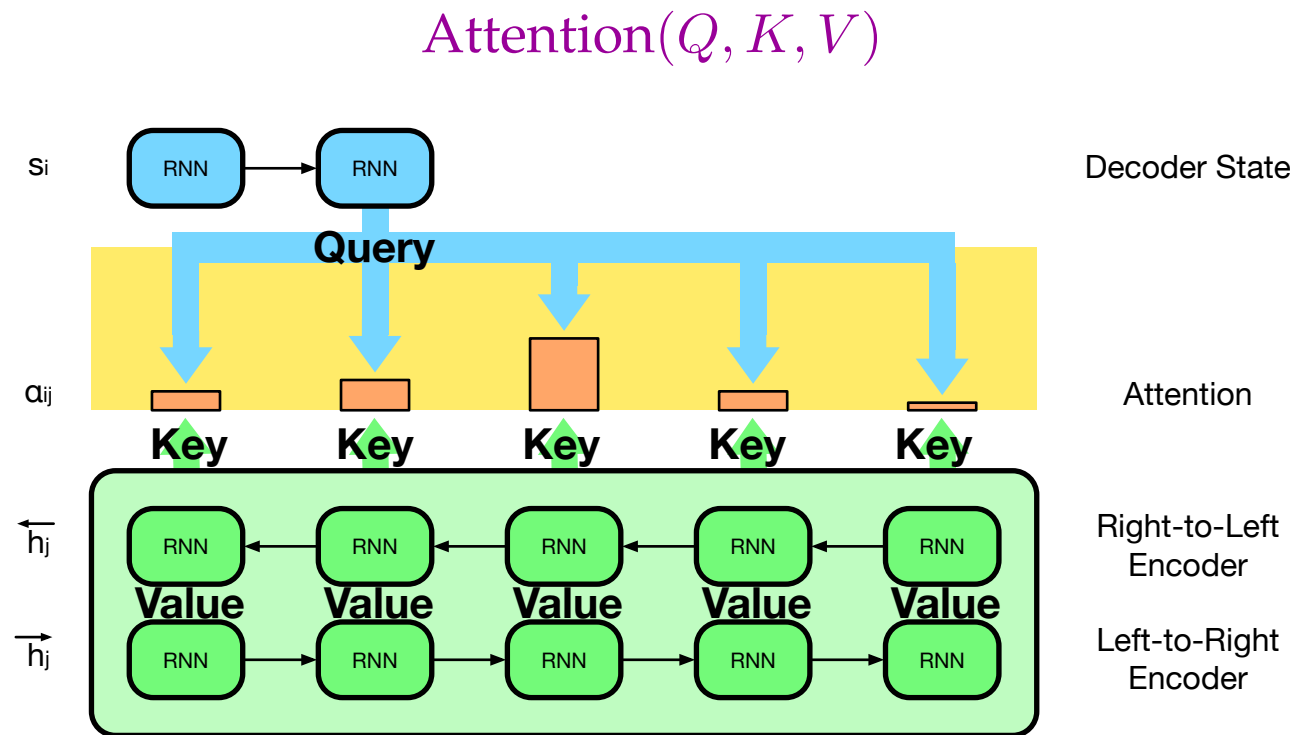 Attention(Q, K, V)
si RNN RNN Decoder State
Query
αij Attention
Key Key Key Key Key
hj RNN RNN RNN RNN RNN Right-to-Left
Encoder
Value Value Value Value Value
hj RNN RNN RNN RNN RNN Left-to-Right
Encoder